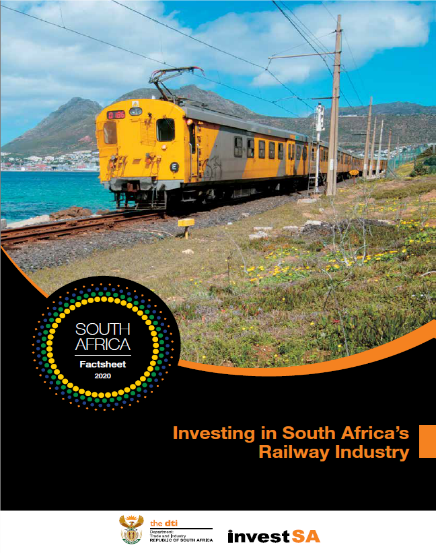 SOUTH
AFRICA
Factsheet
2020
Investing in South Africa's
Railway Industry
the dti
Department:
Trade and Industry
REPUBLIC OF SOUTH AFRICA
investSA